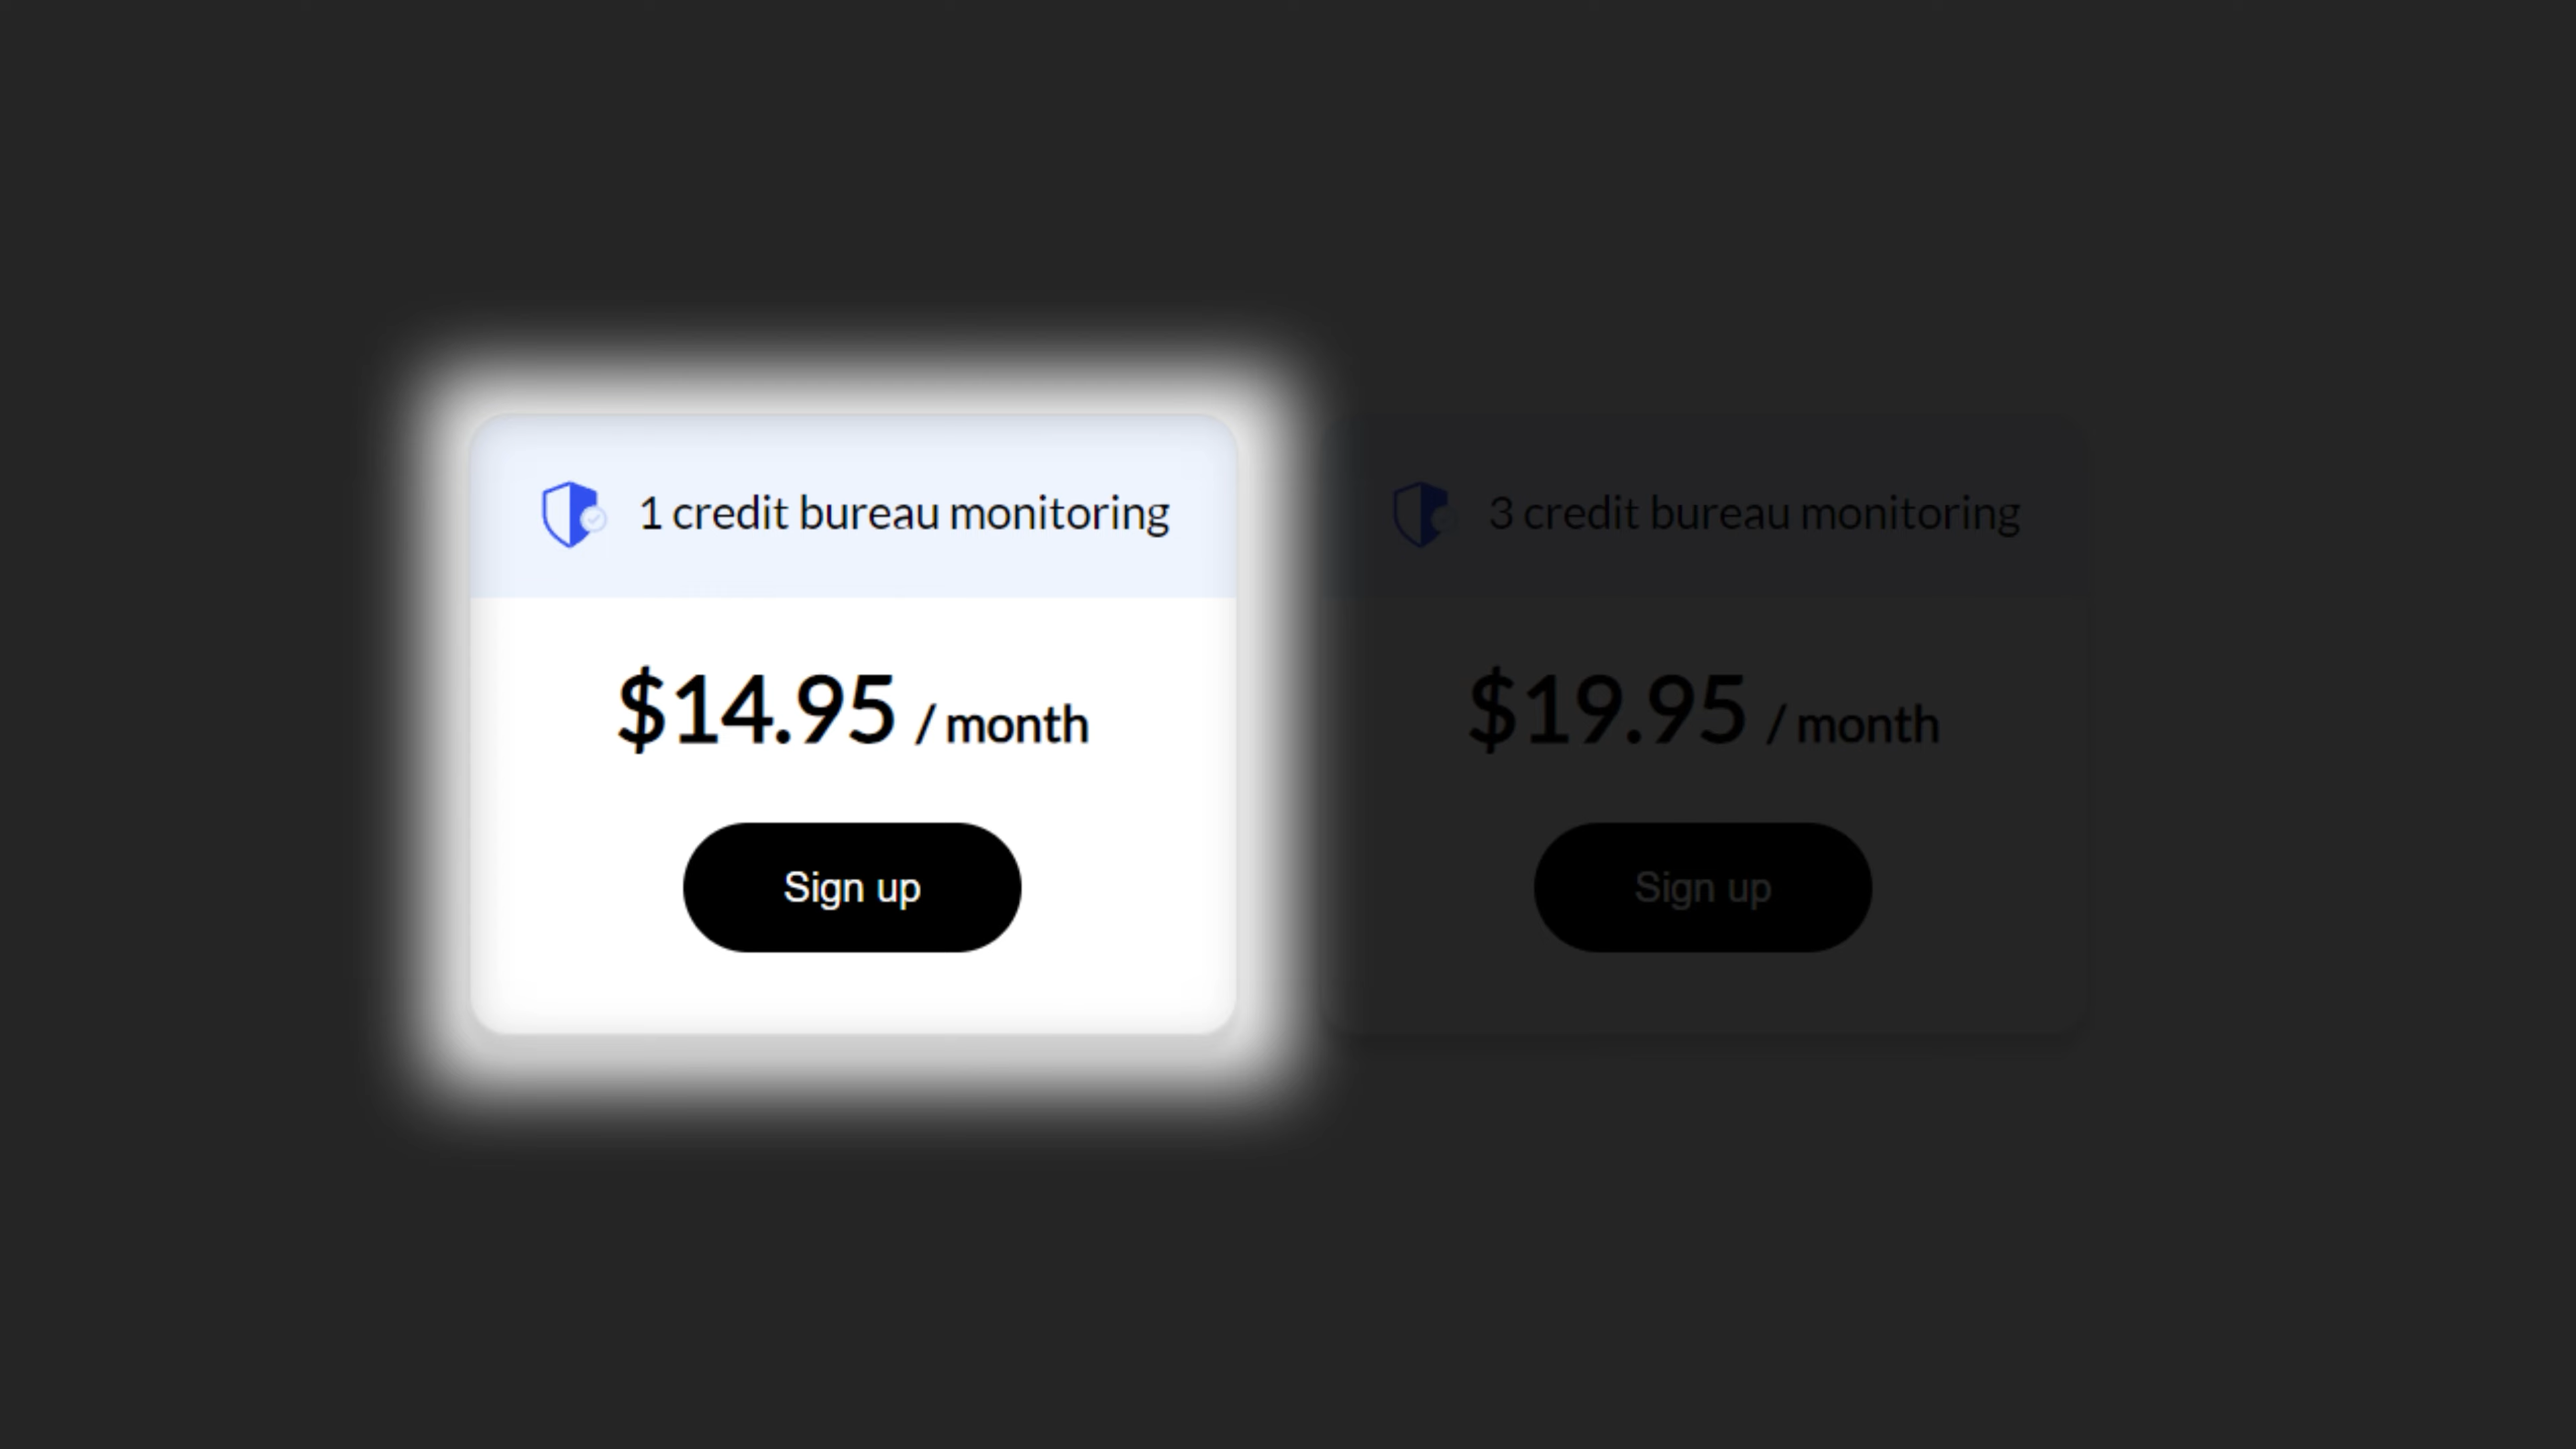 1 credit bureau monitoring
$14.95 / month
Sign up
3 credit bureau monitoring
$19.95 / month
Sign up